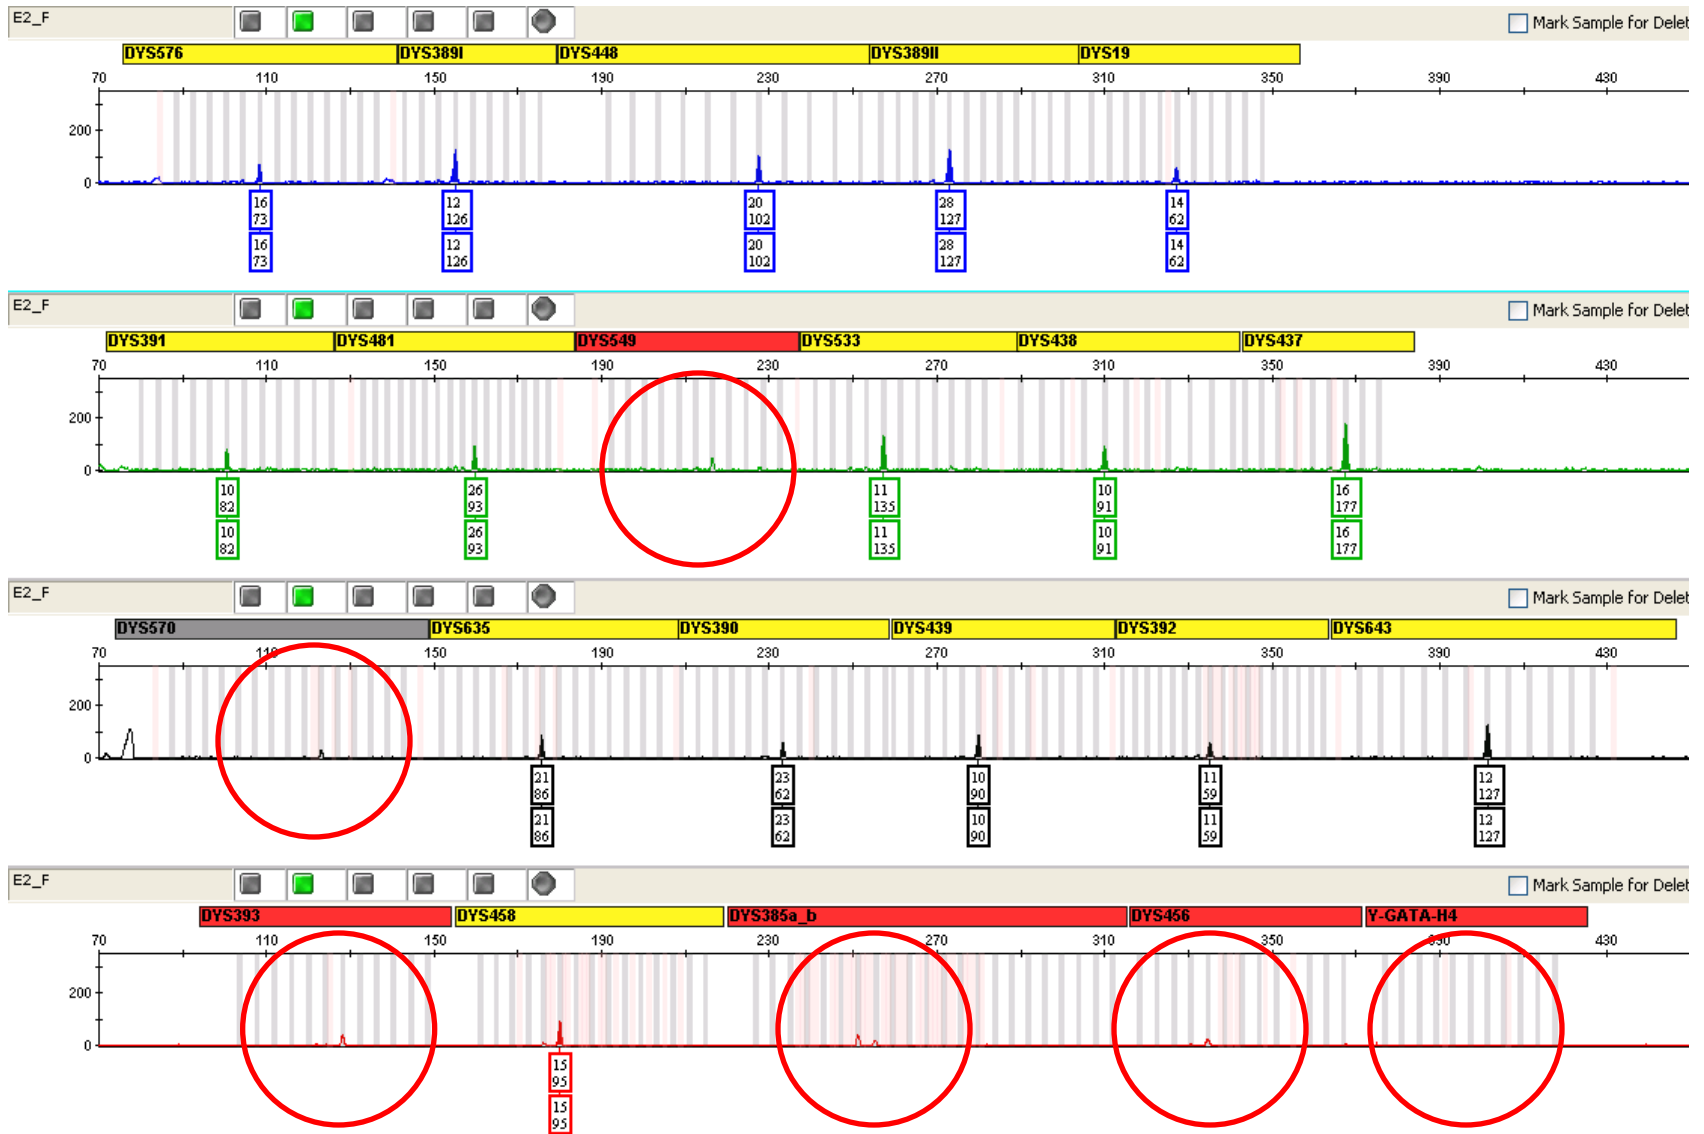 E2_F Mark Sample for Delet
DYS576 DYS389I DYS448 DYS389II DYS19
70 110 150 190 230 270 310 350 390 430
200
0
16 12 20 28 14
73 126 102 127 62
16 12 20 28 14
73 126 102 127 62
E2_F Mark Sample for Delet
DYS391 DYS481 DYS549 DYS533 DYS438 DYS437
70 110 150 190 230 270 310 350 390 430
200
0
10 26 11 10 16
82 93 135 91 177
10 26 11 10 16
82 93 135 91 177
E2_F Mark Sample for Delet
DYS570 DYS635 DYS390 DYS439 DYS392 DYS643
70 110 150 190 230 270 310 350 390 430
200
0
21 23 10 11 12
86 62 90 59 127
21 23 10 11 12
86 62 90 59 127
E2_F Mark Sample for Delet
DYS393 DYS458 DYS385a_b DYS456 Y-GATA-H4
70 110 150 190 230 270 310 350 390 430
200
0
15
95
15
95